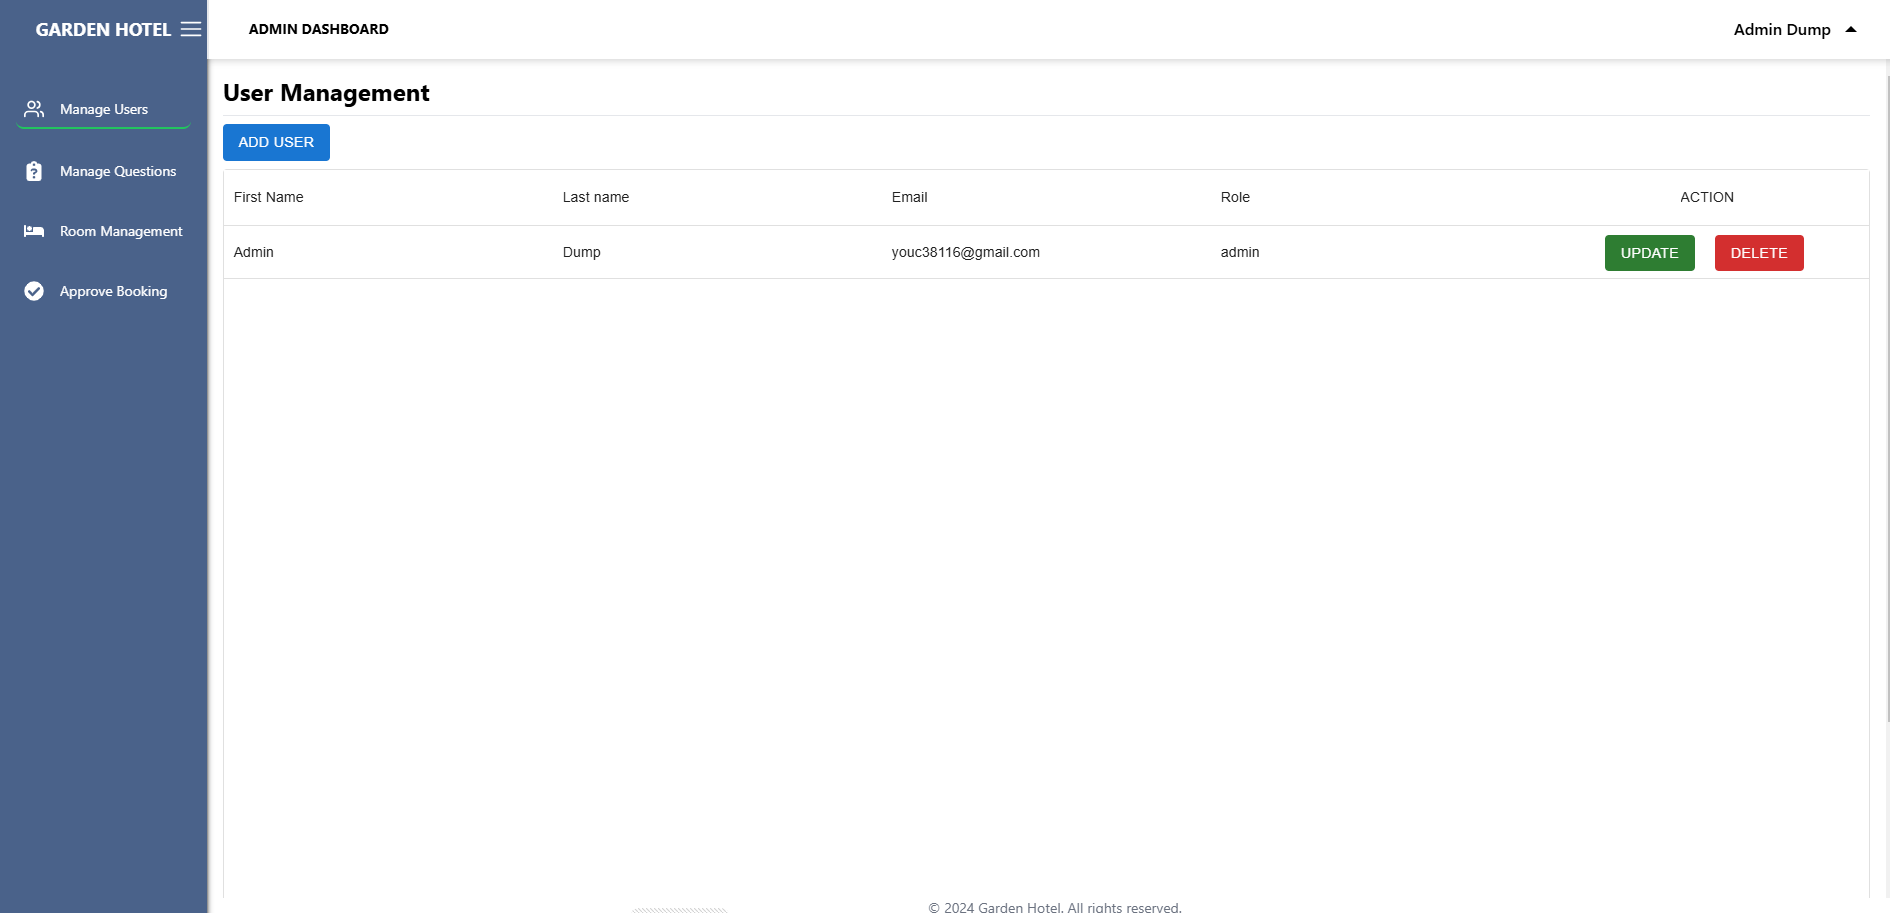 GARDEN HOTEL
ADMIN DASHBOARD
Admin Dump
Manage Users
Manage Questions
Room Management
Approve Booking
User Management
ADD USER
First Name Last name Email Role ACTION
Admin Dump youc38116@gmail.com admin UPDATE DELETE
© 2024 Garden Hotel. All rights reserved.